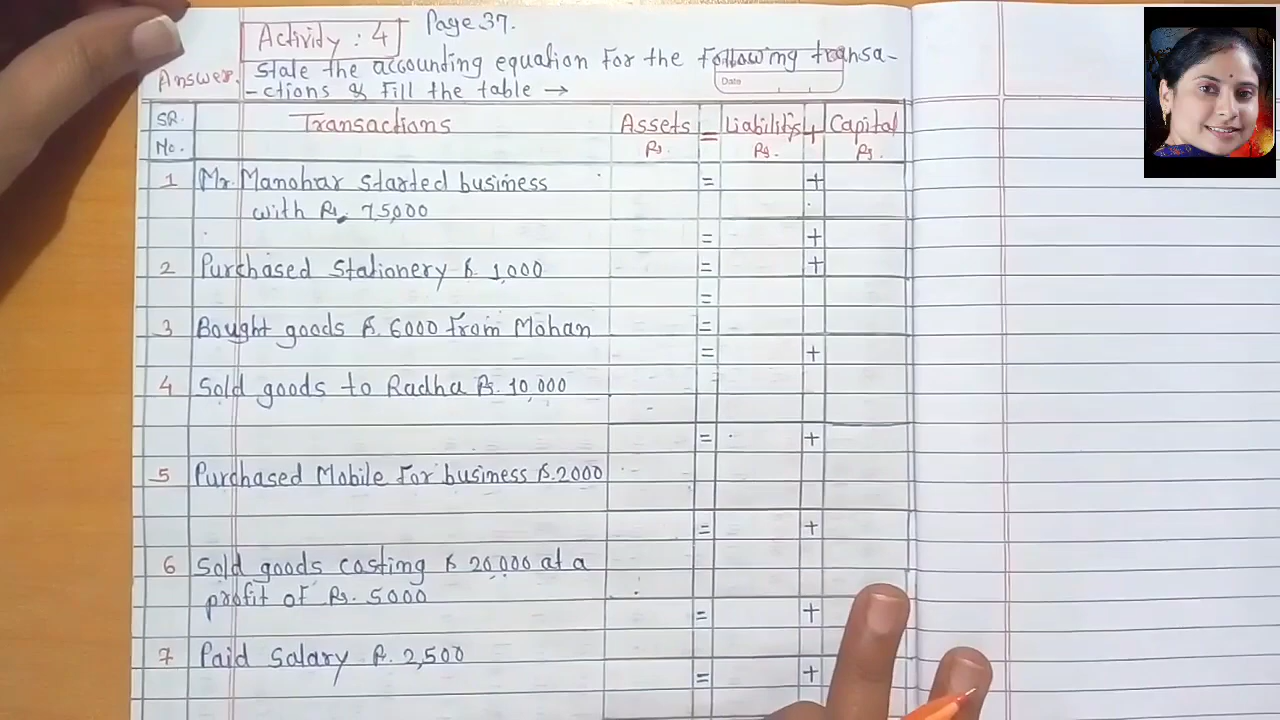 Activity : 4 Page 37.
Answer. State the accounting equation for the following transa-
-ctions & Fill the table →
Date
SR. No. Transactions Assets Rs. = Liability's Rs. + Capital Rs.
1 Mr. Manohar started business = +
with Rs. 75,000
= +
2 Purchased Stationery Rs. 1,000 = +
=
3 Bought goods Rs. 6000 from Mohan =
= +
4 Sold goods to Radha Rs. 10,000
= +
5 Purchased Mobile for business Rs. 2000
= +
6 Sold goods costing Rs 20,000 at a
profit of Rs. 5000
= +
7 Paid Salary Rs. 2,500
= +